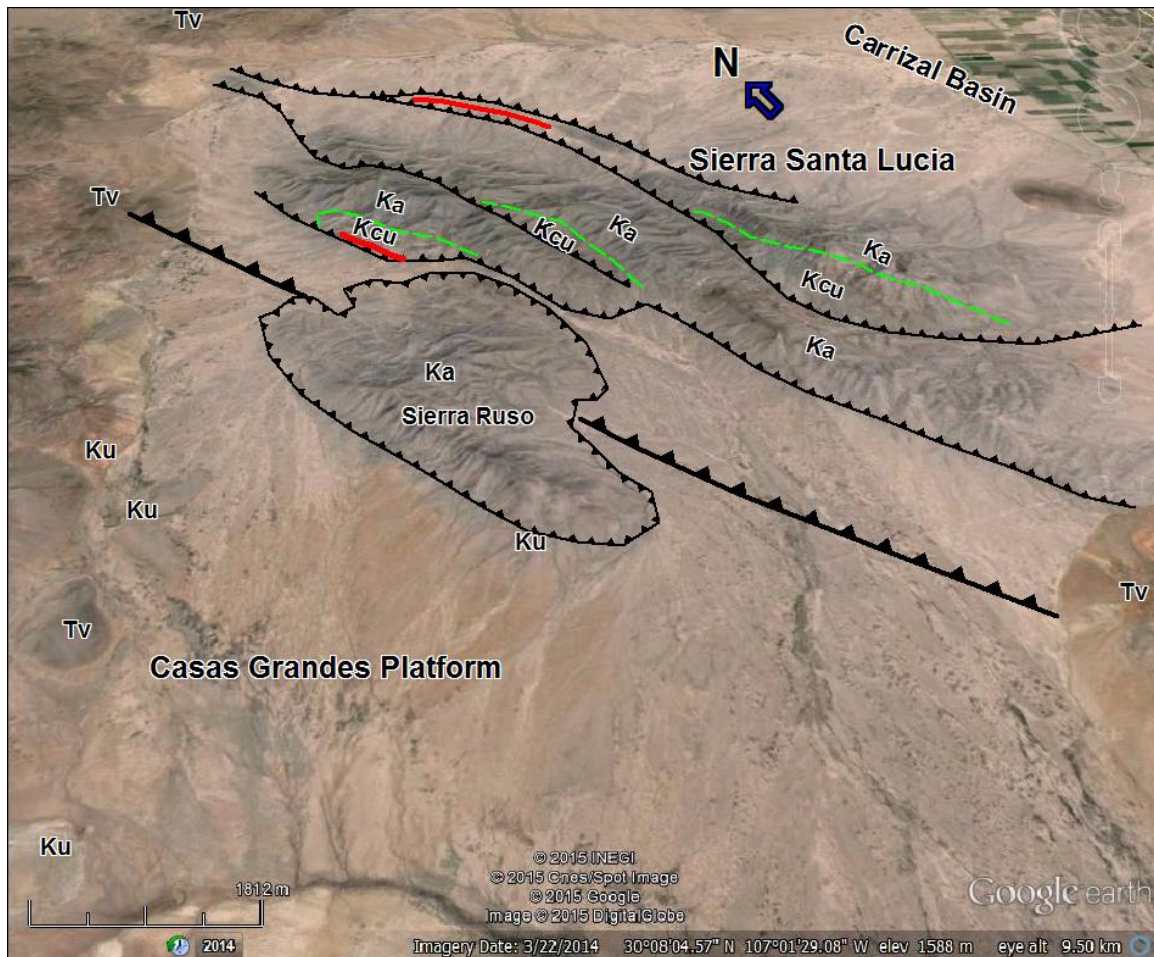 Tv
Carrizal Basin
N
Sierra Santa Lucia
Tv
Ka
Kcu
Kcu
Ka
Ka
Kcu
Ka
Ka
Sierra Ruso
Ku
Ku
Ku
Tv
Tv
Casas Grandes Platform
Ku
1812 m
© 2015 INEGI
© 2015 Cnes/Spot Image
© 2015 Google
Image © 2015 DigitalGlobe
Google earth
2014
Imagery Date: 3/22/2014 30°08'04.57" N 107°01'29.08" W elev 1588 m eye alt 9.50 km